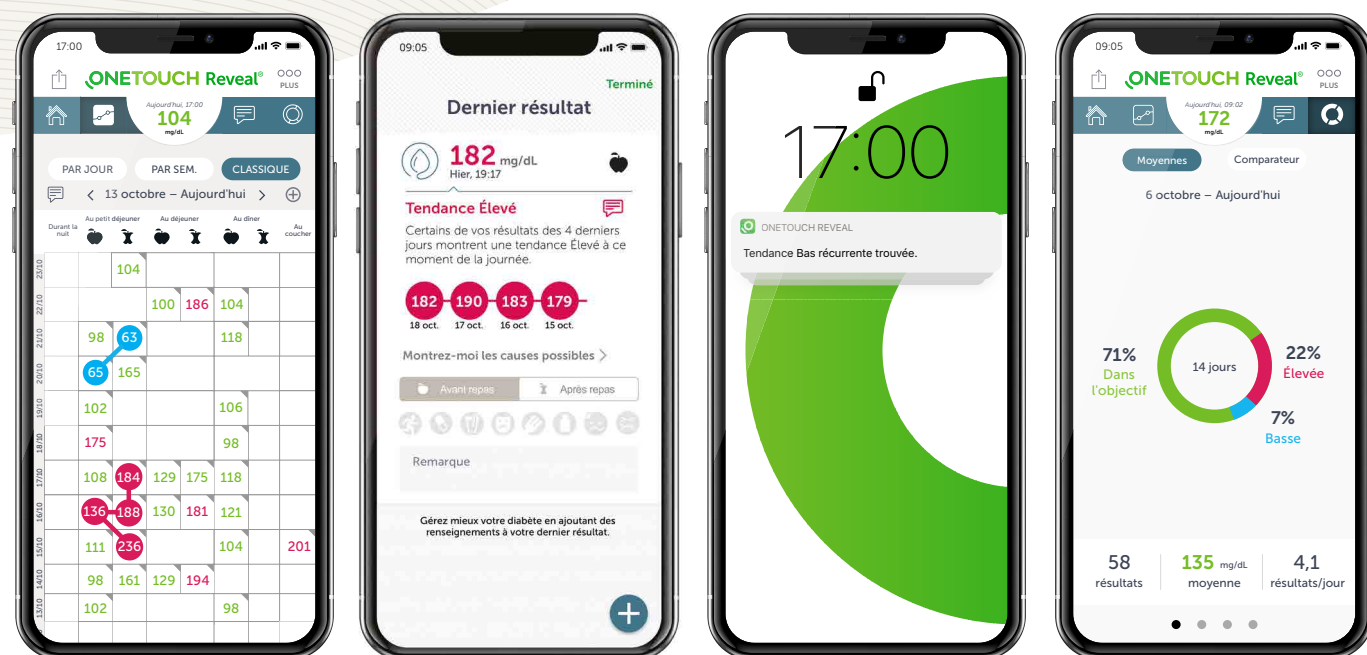 17:00
ONETOUCH Reveal®
PLUS
Aujourd'hui, 17:00
104
mg/dL
PAR JOUR PAR SEM. CLASSIQUE
13 octobre – Aujourd'hui
Durant la nuit
Au petit déjeuner Au déjeuner Au dîner
Au coucher
23/10 104
22/10 100 186 104
21/10 98 63 118
20/10 65 165
19/10 102 106
18/10 175 98
17/10 108 184 129 175 118
16/10 136 188 130 181 121
15/10 111 236 104 201
14/10 98 161 129 194
13/10 102 98
09:05
Terminé
Dernier résultat
182 mg/dL
Hier, 19:17
Tendance Élevé
Certains de vos résultats des 4 derniers
jours montrent une tendance Élevé à ce
moment de la journée.
182 190 183 179
18 oct. 17 oct. 16 oct. 15 oct.
Montrez-moi les causes possibles >
Avant repas Après repas
Remarque
Gérez mieux votre diabète en ajoutant des
renseignements à votre dernier résultat.
17:00
ONETOUCH REVEAL
Tendance Bas récurrente trouvée.
09:05
ONETOUCH Reveal®
PLUS
Aujourd'hui, 09:02
172
mg/dL
Moyennes Comparateur
6 octobre – Aujourd'hui
71%
Dans
l'objectif
14 jours
22%
Élevée
7%
Basse
58 135 mg/dL 4,1
résultats moyenne résultats/jour